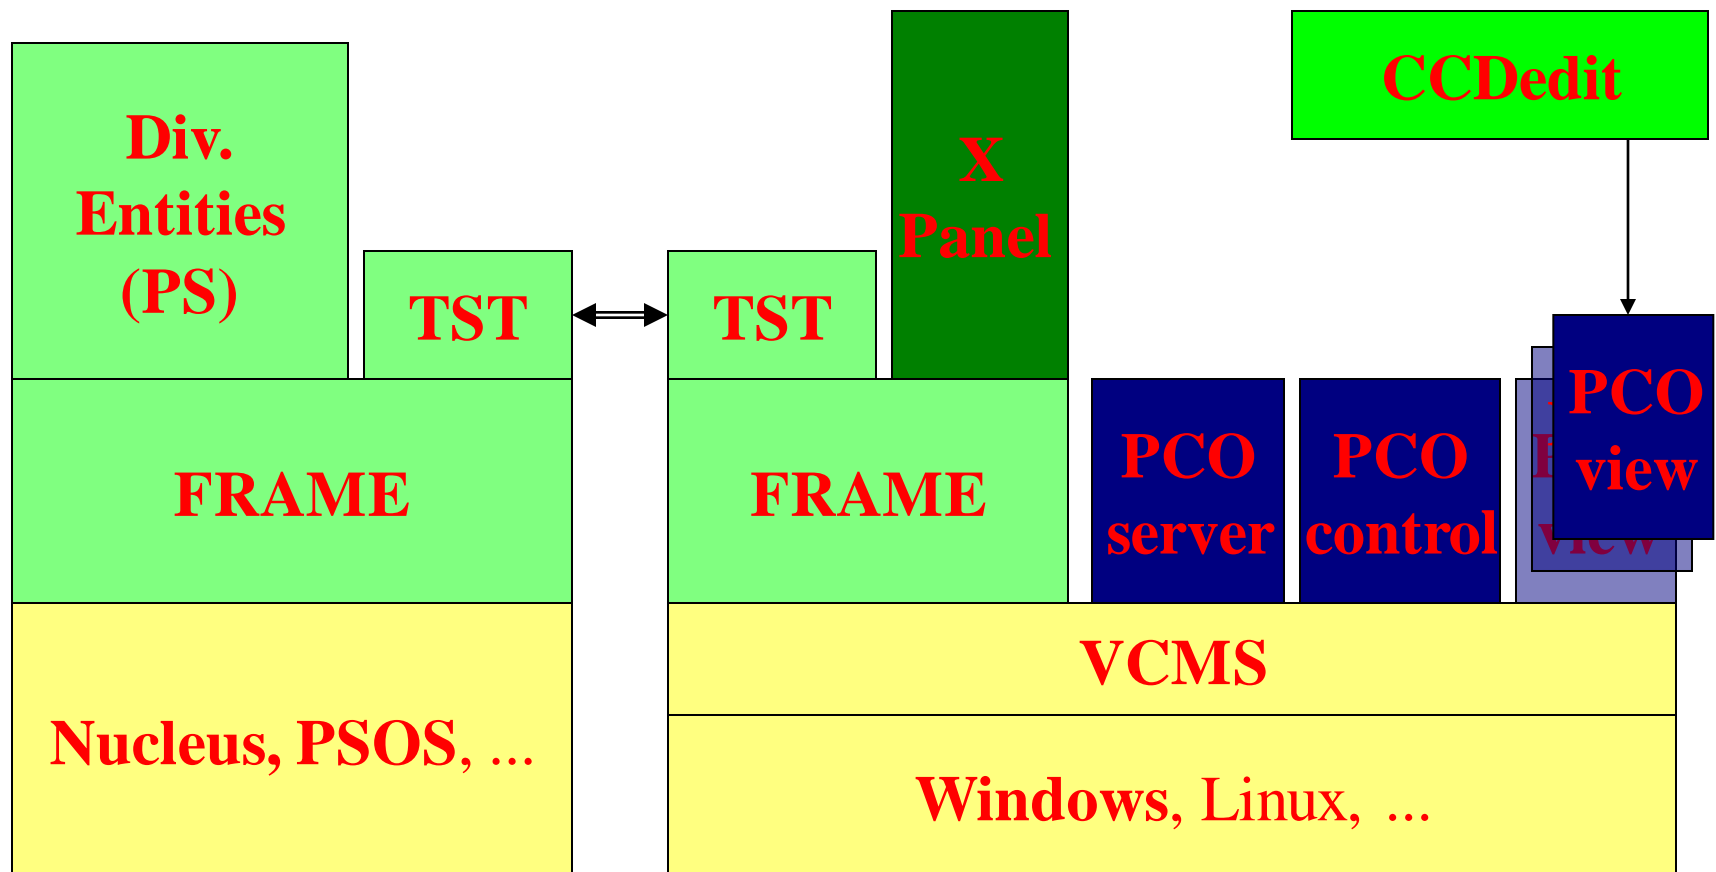 Div.
Entities
(PS)
TST
FRAME
Nucleus, PSOS, ...
TST
X
Panel
FRAME
CCDedit
PCO
server
PCO
control
PCO
view
view
VCMS
Windows, Linux, ...